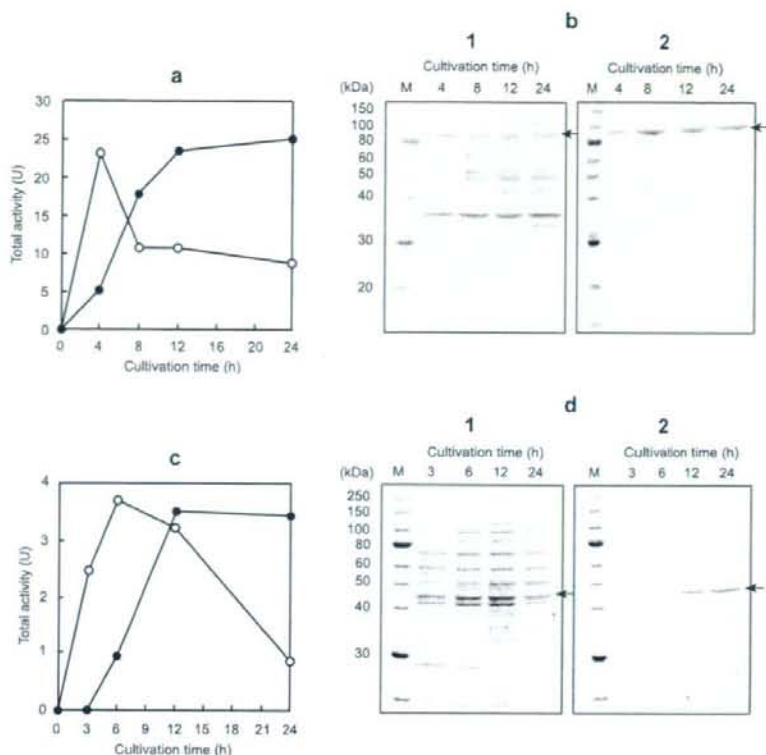 a
30
25
20
15
10
5
0
Total activity (U)
0 4 8 12 16 20 24
Cultivation time (h)
b
1
2
Cultivation time (h)
Cultivation time (h)
(kDa) M 4 8 12 24
M 4 8 12 24
150
100
80
60
50
40
30
20
c
4
3
2
1
0
Total activity (U)
0 3 6 12 16 20 24
Cultivation time (h)
d
1
2
Cultivation time (h)
Cultivation time (h)
(kDa) M 3 6 12 24
M 3 6 12 24
250
150
100
80
60
50
40
30